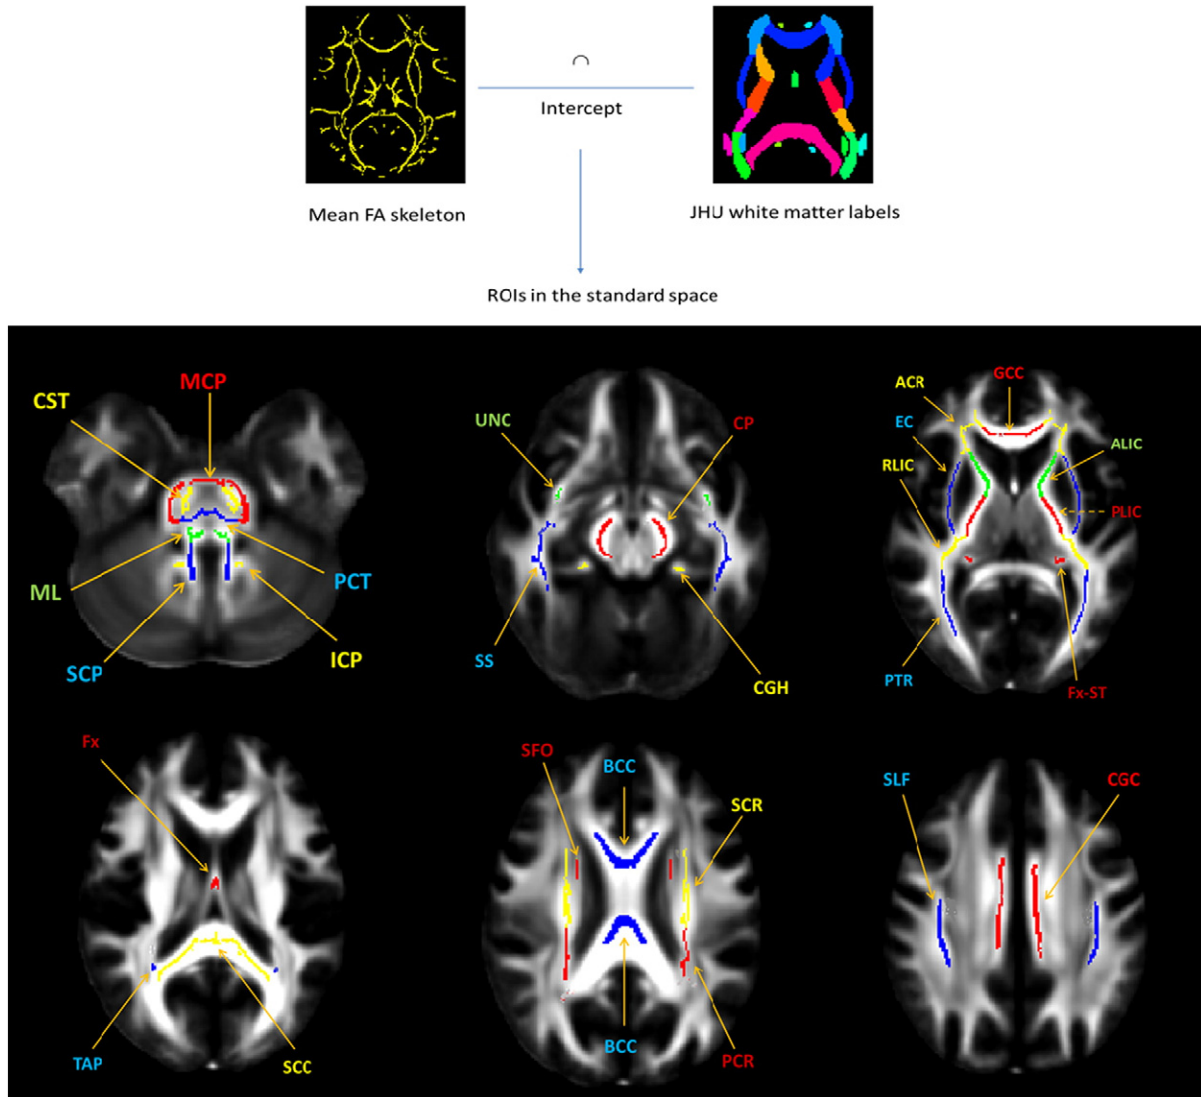 ∩
Intercept
Mean FA skeleton
JHU white matter labels
ROIs in the standard space
MCP
CST
ML
PCT
SCP
ICP
UNC
CP
SS
CGH
GCC
ACR
EC
ALIC
RLIC
PLIC
PTR
Fx-ST
Fx
TAP
SCC
SFO
BCC
SCR
BCC
PCR
SLF
CGC